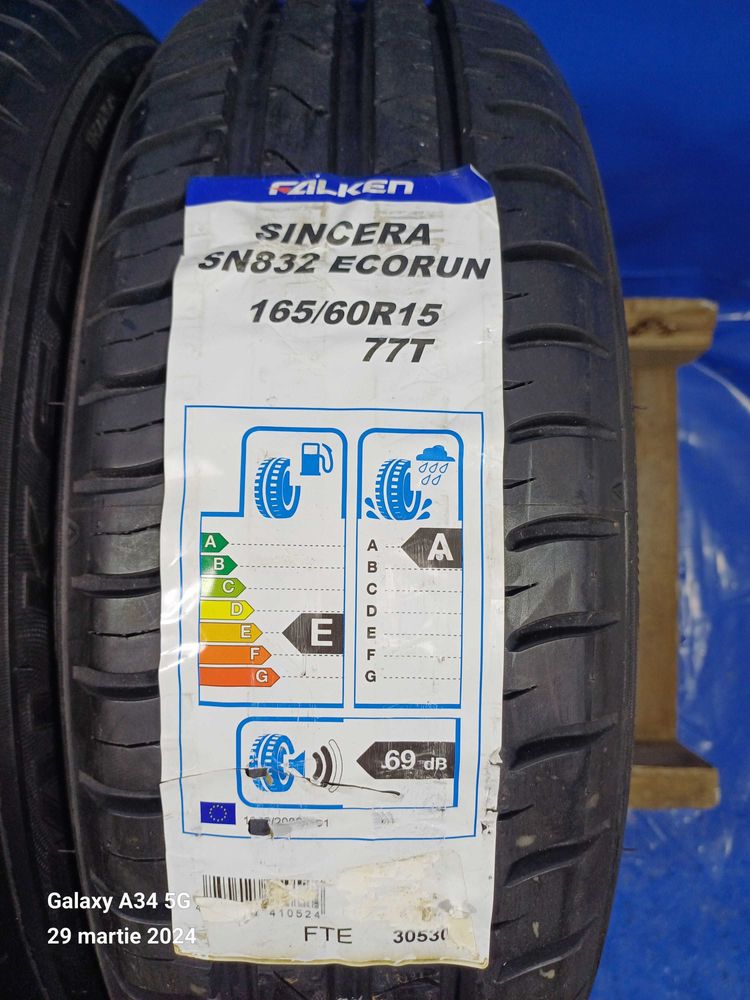 FALKEN
SINCERA
SN832 ECORUN
165/60R15
77T
A
B
C
D
E
F
G
E
A
B
C
D
E
F
G
A
69 dB
410524
FTE 30530
Galaxy A34 5G
29 martie 2024